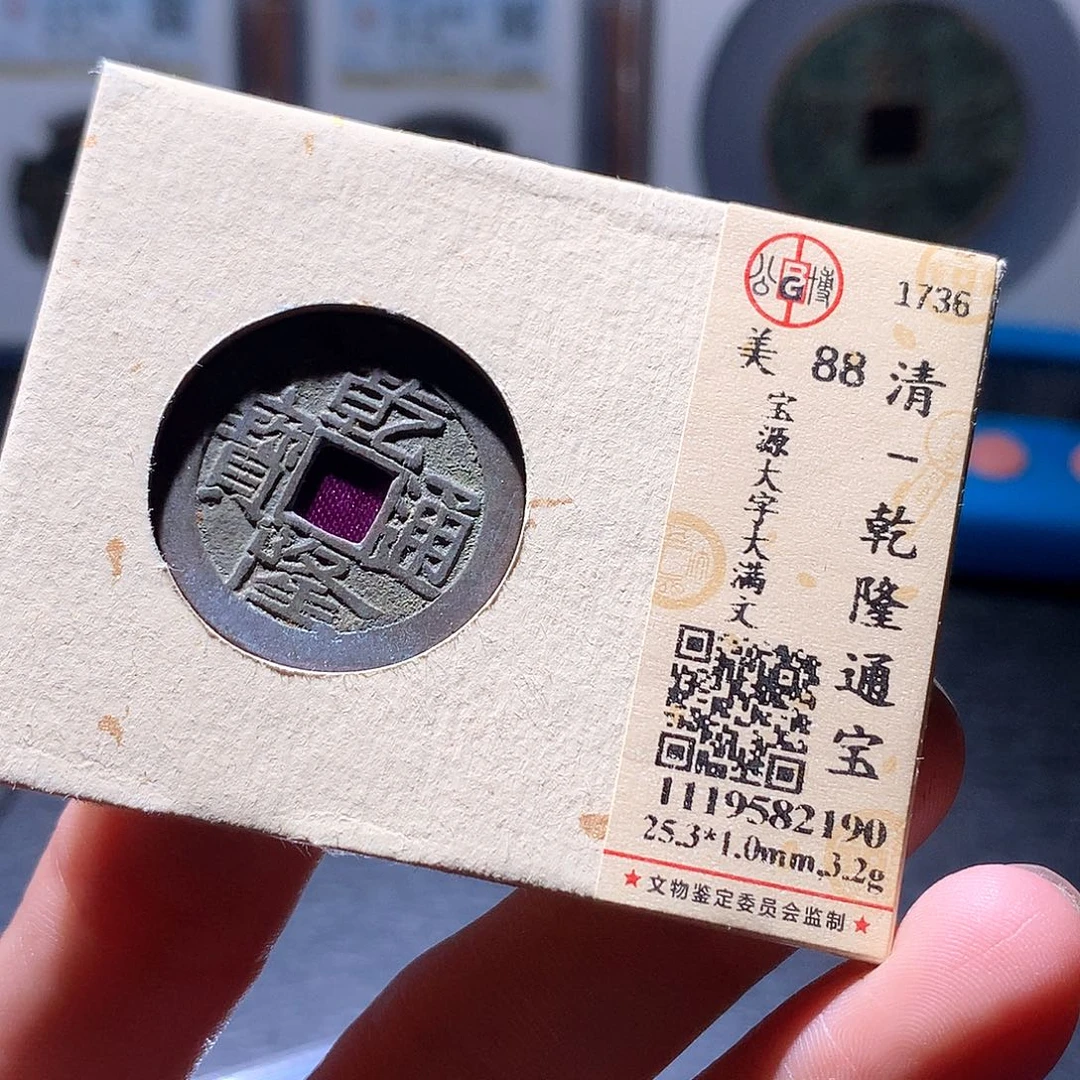 公博
BG
1736
美 88
清-乾隆通宝
宝源大字大满文
1119582190
25.3*1.0mm,3.2g
★文物鉴定委员会监制★
乾隆通寶